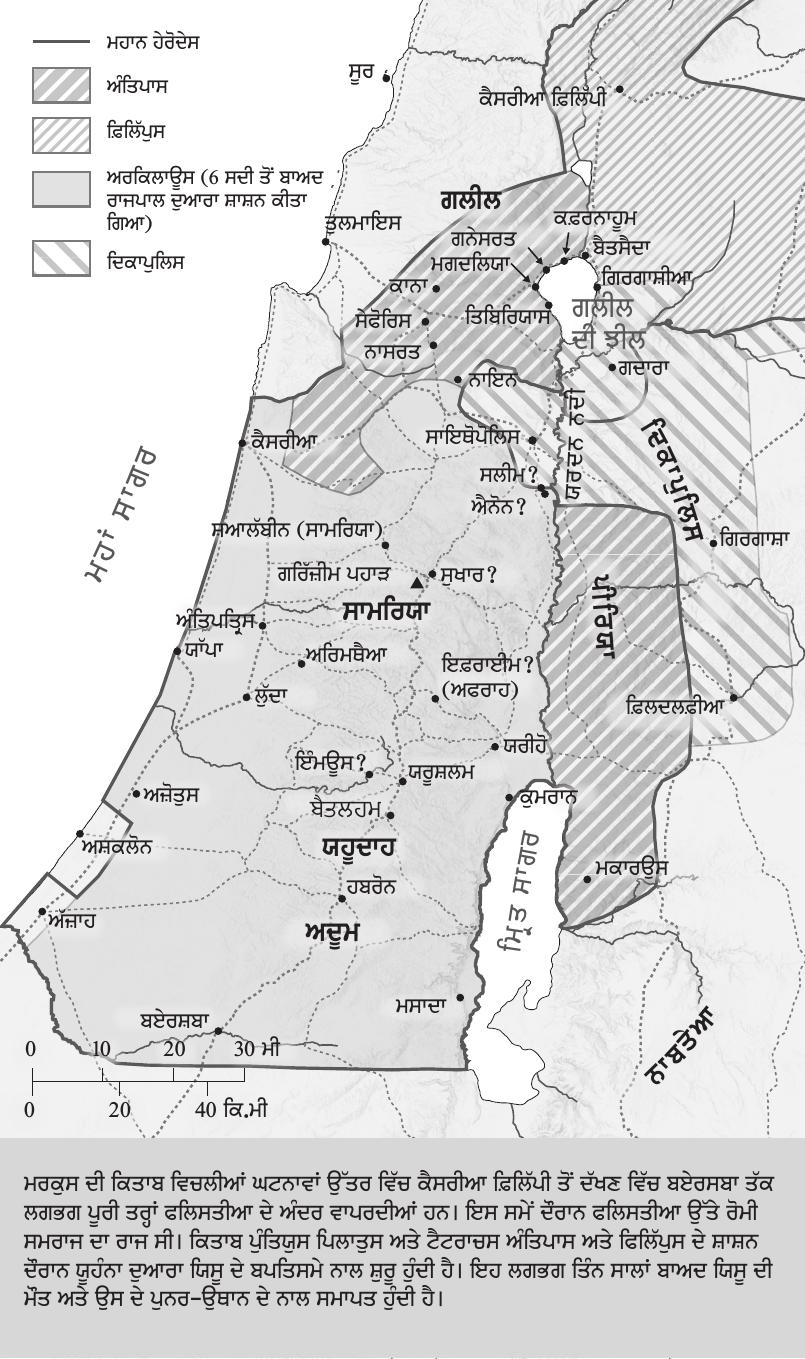 ਮਹਾਨ ਹੇਰੋਦੇਸ
ਅੰਤਿਪਾਸ
ਫ਼ਿਲਿੱਪੁਸ
ਅਰਕਿਲਾਊਸ (6 ਸਦੀ ਤੋਂ ਬਾਅਦ
ਰਾਜਪਾਲ ਦੁਆਰਾ ਸ਼ਾਸ਼ਨ ਕੀਤਾ
ਗਿਆ)
ਦਿਕਾਪੁਲਿਸ
ਸੂਰ
ਕੈਸਰੀਆ ਫ਼ਿਲਿੱਪੀ
ਗਲੀਲ
ਤੁਲਮਾਇਸ
ਕਫ਼ਰਨਾਹੂਮ
ਗਨੇਸਰਤ
ਬੈਤਸੈਦਾ
ਮਗਦਲਿਯਾ
ਗਿਰਗਾਸ਼ੀਆ
ਕਾਨਾ
ਗਲੀਲ
ਦੀ ਝੀਲ
ਸੇਫੋਰਿਸ
ਤਿਬਿਰਿਯਾਸ
ਨਾਸਰਤ
ਗਦਾਰਾ
ਨਾਇਨ
ਯਰਦਨ ਨਦੀ
ਕੈਸਰੀਆ
ਸਾਇਥੋਪੋਲਿਸ
ਦਿਕਾਪੁਲਿਸ
ਸਲੀਮ?
ਐਨੋਨ?
ਮਹਾਂ ਸਾਗਰ
ਸ਼ਆਲੱਬੀਨ (ਸਾਮਰਿਯਾ)
ਗਿਰਗਾਸ਼ਾ
ਗਰਿੱਜ਼ੀਮ ਪਹਾੜ
ਸੁਖਾਰ?
ਸਾਮਰਿਯਾ
ਪੀਰਿਆ
ਅੰਤਿਪਤ੍ਰਿਸ
ਯਾੱਪਾ
ਅਰਿਮਥੈਆ
ਇਫ਼ਰਾਈਮ?
(ਅਫਰਾਹ)
ਲੁੱਦਾ
ਫ਼ਿਲਦਲਫ਼ੀਆ
ਯਰੀਹੋ
ਇੰਮਊਸ?
ਯਰੂਸ਼ਲਮ
ਅਜ਼ੋਤੁਸ
ਕੁਮਰਾਨ
ਬੈਤਲਹਮ
ਅਸ਼ਕਲੋਨ
ਯਹੂਦਾਹ
ਮ੍ਰਿਤ ਸਾਗਰ
ਮਕਾਰਉਸ
ਹਬਰੋਨ
ਅੱਜ਼ਾਹ
ਅਦੂਮ
ਮਸਾਦਾ
ਬਏਰਸ਼ਬਾ
ਨਾਬਤੇਆ
0 10 20 30 ਮੀ
0 20 40 ਕਿ.ਮੀ
ਮਰਕੁਸ ਦੀ ਕਿਤਾਬ ਵਿਚਲੀਆਂ ਘਟਨਾਵਾਂ ਉੱਤਰ ਵਿੱਚ ਕੈਸਰੀਆ ਫ਼ਿਲਿੱਪੀ ਤੋਂ ਦੱਖਣ ਵਿੱਚ ਬਏਰਸਬਾ ਤੱਕ
ਲਗਭਗ ਪੂਰੀ ਤਰ੍ਹਾਂ ਫਲਿਸਤੀਆ ਦੇ ਅੰਦਰ ਵਾਪਰਦੀਆਂ ਹਨ। ਇਸ ਸਮੇਂ ਦੌਰਾਨ ਫਲਿਸਤੀਆ ਉੱਤੇ ਰੋਮੀ
ਸਮਰਾਜ ਦਾ ਰਾਜ ਸੀ। ਕਿਤਾਬ ਪੁੰਤਿਯੁਸ ਪਿਲਾਤੁਸ ਅਤੇ ਟੈਟਰਾਚਸ ਅੰਤਿਪਾਸ ਅਤੇ ਫਿਲਿੱਪੁਸ ਦੇ ਸ਼ਾਸ਼ਨ
ਦੌਰਾਨ ਯੂਹੰਨਾ ਦੁਆਰਾ ਯਿਸੂ ਦੇ ਬਪਤਿਸਮੇ ਨਾਲ ਸ਼ੁਰੂ ਹੁੰਦੀ ਹੈ। ਇਹ ਲਗਭਗ ਤਿੰਨ ਸਾਲਾਂ ਬਾਅਦ ਯਿਸੂ ਦੀ
ਮੌਤ ਅਤੇ ਉਸ ਦੇ ਪੁਨਰ-ਉਥਾਨ ਦੇ ਨਾਲ ਸਮਾਪਤ ਹੁੰਦੀ ਹੈ।